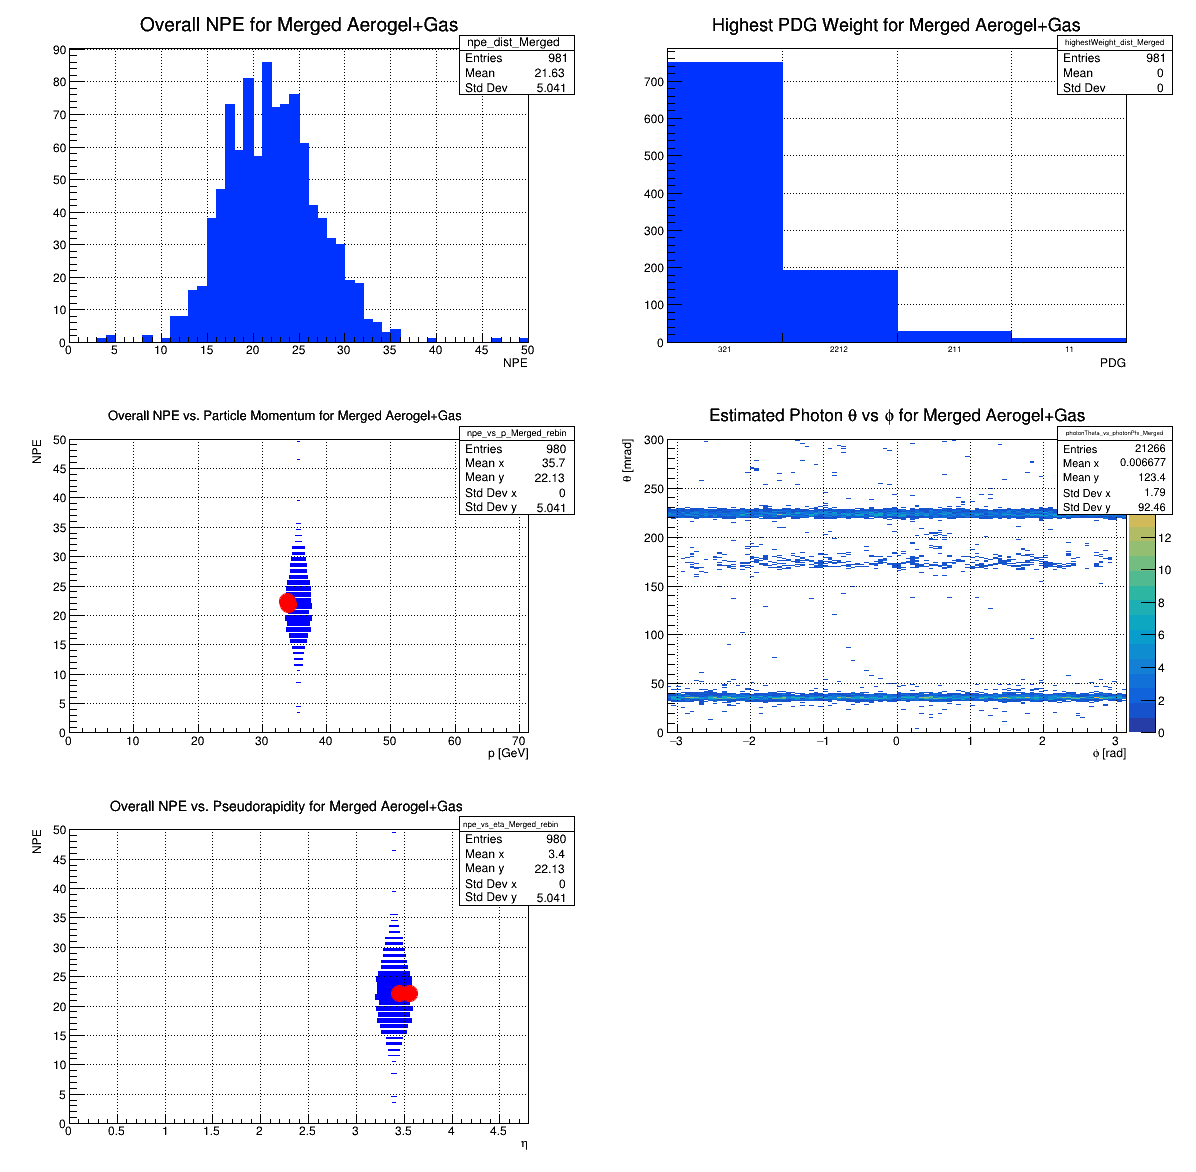 Overall NPE for Merged Aerogel+Gas
npe_dist_Merged
Entries 981
Mean 21.63
Std Dev 5.041
90
80
70
60
50
40
30
20
10
0
0 5 10 15 20 25 30 35 40 45 50
NPE
Highest PDG Weight for Merged Aerogel+Gas
highestWeight_dist_Merged
Entries 981
Mean 0
Std Dev 0
700
600
500
400
300
200
100
0
321 2212 211 11
PDG
Overall NPE vs. Particle Momentum for Merged Aerogel+Gas
npe_vs_p_Merged_rebin
Entries 980
Mean x 35.7
Mean y 22.13
Std Dev x 0
Std Dev y 5.041
NPE
50
45
40
35
30
25
20
15
10
5
0
0 10 20 30 40 50 60 70
p [GeV]
Estimated Photon θ vs ϕ for Merged Aerogel+Gas
photonTheta_vs_photonPhi_Merged
Entries 21266
Mean x 0.006677
Mean y 123.4
Std Dev x 1.79
Std Dev y 92.46
θ [mrad]
300
250
200
150
100
50
0
−3 −2 −1 0 1 2 3
ϕ [rad]
12
10
8
6
4
2
0
Overall NPE vs. Pseudorapidity for Merged Aerogel+Gas
npe_vs_eta_Merged_rebin
Entries 980
Mean x 3.4
Mean y 22.13
Std Dev x 0
Std Dev y 5.041
NPE
50
45
40
35
30
25
20
15
10
5
0
0 0.5 1 1.5 2 2.5 3 3.5 4 4.5
η